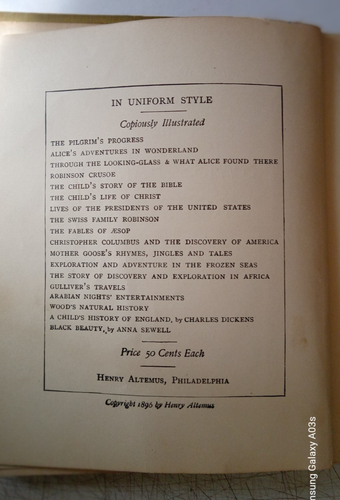 IN UNIFORM STYLE
Copiously Illustrated
THE PILGRIM'S PROGRESS
ALICE'S ADVENTURES IN WONDERLAND
THROUGH THE LOOKING-GLASS & WHAT ALICE FOUND THERE
ROBINSON CRUSOE
THE CHILD'S STORY OF THE BIBLE
THE CHILD'S LIFE OF CHRIST
LIVES OF THE PRESIDENTS OF THE UNITED STATES
THE SWISS FAMILY ROBINSON
THE FABLES OF ÆSOP
CHRISTOPHER COLUMBUS AND THE DISCOVERY OF AMERICA
MOTHER GOOSE'S RHYMES, JINGLES AND TALES
EXPLORATION AND ADVENTURE IN THE FROZEN SEAS
THE STORY OF DISCOVERY AND EXPLORATION IN AFRICA
GULLIVER'S TRAVELS
ARABIAN NIGHTS' ENTERTAINMENTS
WOOD'S NATURAL HISTORY
A CHILD'S HISTORY OF ENGLAND, by CHARLES DICKENS
BLACK BEAUTY, by ANNA SEWELL
Price 50 Cents Each
HENRY ALTEMUS, PHILADELPHIA
Copyright 1896 by Henry Altemus
msung Galaxy A03s